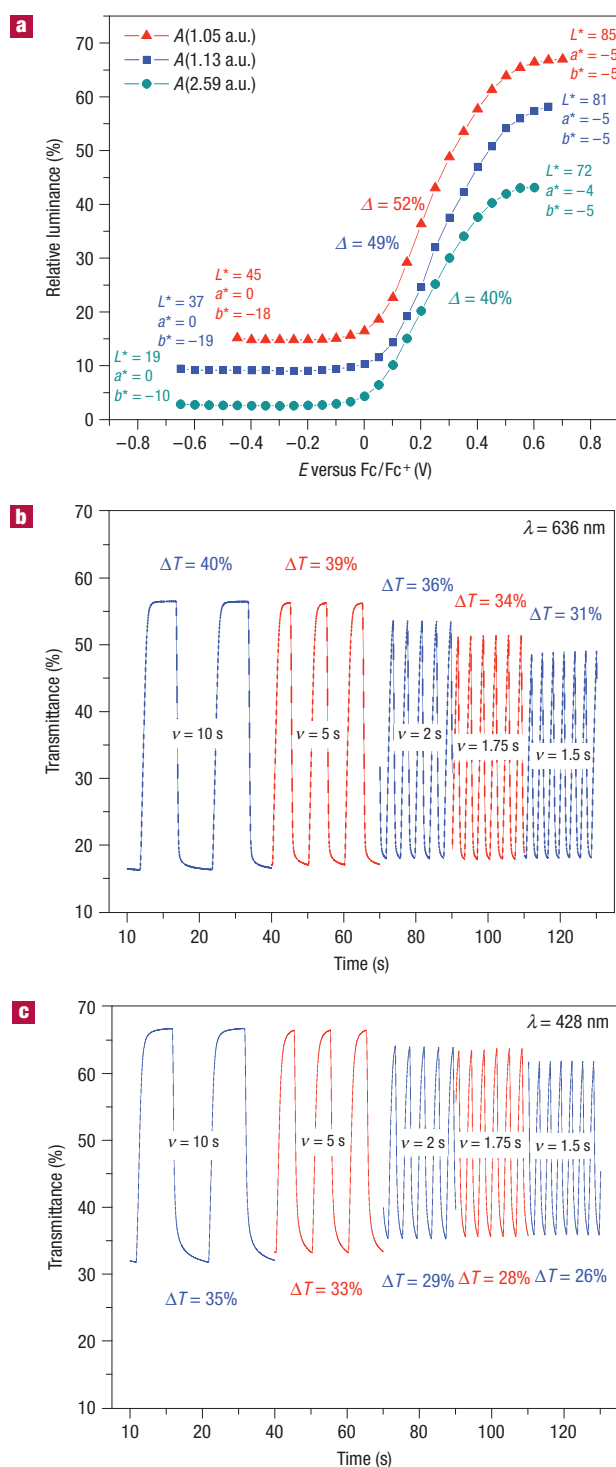 a
A(1.05 a.u.)
A(1.13 a.u.)
A(2.59 a.u.)
L* = 85
a* = –5
b* = –5
L* = 81
a* = –5
b* = –5
L* = 72
a* = –4
b* = –5
Δ = 52%
Δ = 49%
Δ = 40%
L* = 45
a* = 0
b* = –18
L* = 37
a* = 0
b* = –19
L* = 19
a* = 0
b* = –10
Relative luminance (%)
80
70
60
50
40
30
20
10
0
–0.8 –0.6 –0.4 –0.2 0 0.2 0.4 0.6 0.8
E versus Fc/Fc+ (V)
b
λ = 636 nm
ΔT = 40% ΔT = 39% ΔT = 36% ΔT = 34% ΔT = 31%
ν = 10 s ν = 5 s ν = 2 s ν = 1.75 s ν = 1.5 s
Transmittance (%)
70
60
50
40
30
20
10
10 20 40 60 80 100 120
Time (s)
c
λ = 428 nm
ν = 10 s ν = 5 s ν = 2 s ν = 1.75 s ν = 1.5 s
ΔT = 35% ΔT = 33% ΔT = 29% ΔT = 28% ΔT = 26%
Transmittance (%)
70
60
50
40
30
20
10
10 20 40 60 80 100 120
Time (s)